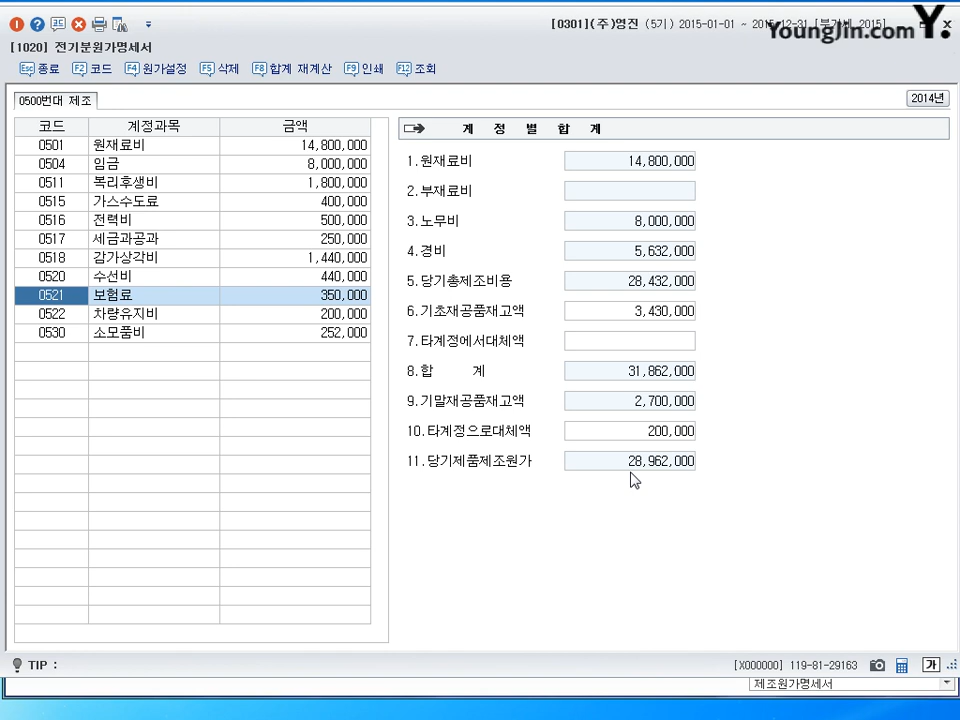 [0301](주)영진 (5기) 2015-01-01 ~ 2015-12-31 [부가세 2015]
YoungJin.com Y.
[1020] 전기분원가명세서
Esc 종료 F2 코드 F4 원가설정 F5 삭제 F8 합계 재계산 F9 인쇄 F12 조회
0500번대 제조 2014년
코드 계정과목 금액
0501 원재료비 14,800,000
0504 임금 8,000,000
0511 복리후생비 1,800,000
0515 가스수도료 400,000
0516 전력비 500,000
0517 세금과공과 250,000
0518 감가상각비 1,440,000
0520 수선비 440,000
0521 보험료 350,000
0522 차량유지비 200,000
0530 소모품비 252,000
계 정 별 합 계
1.원재료비 14,800,000
2.부재료비
3.노무비 8,000,000
4.경비 5,632,000
5.당기총제조비용 28,432,000
6.기초재공품재고액 3,430,000
7.타계정에서대체액
8.합 계 31,862,000
9.기말재공품재고액 2,700,000
10.타계정으로대체액 200,000
11.당기제품제조원가 28,962,000
TIP :
[X000000] 119-81-29163 가
제조원가명세서